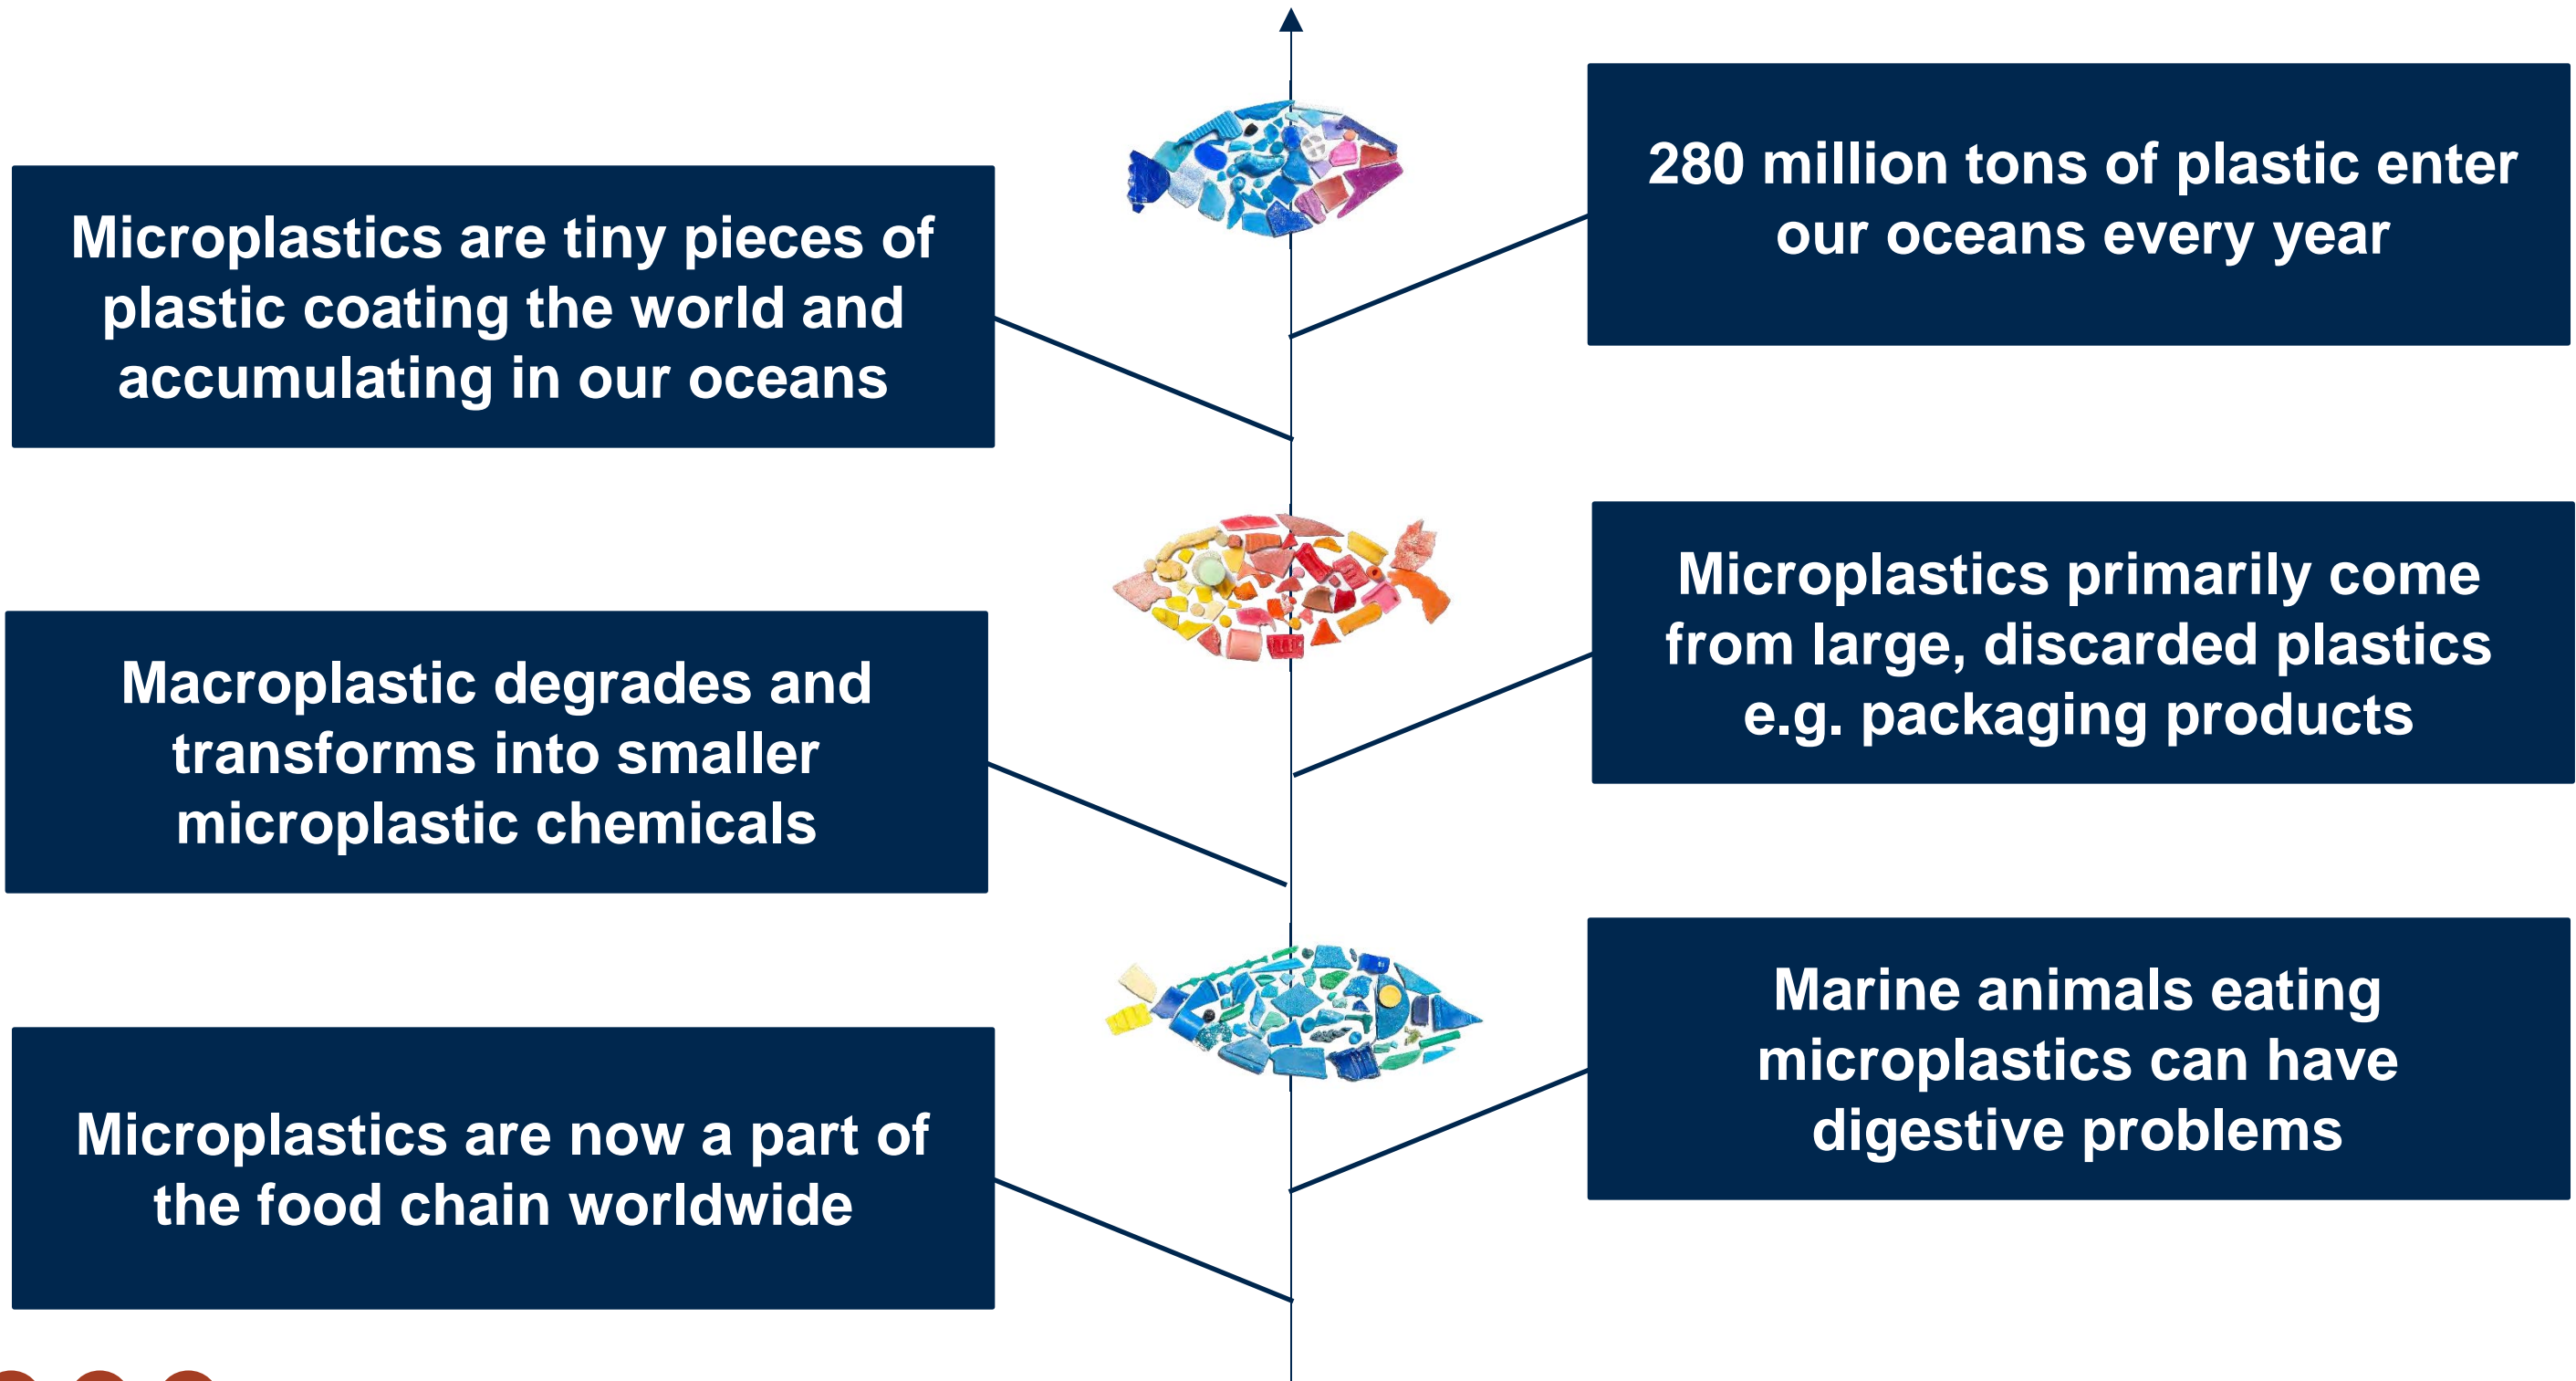 280 million tons of plastic enter
our oceans every year
Microplastics are tiny pieces of
plastic coating the world and
accumulating in our oceans
Microplastics primarily come
from large, discarded plastics
e.g. packaging products
Macroplastic degrades and
transforms into smaller
microplastic chemicals
Marine animals eating
microplastics can have
digestive problems
Microplastics are now a part of
the food chain worldwide